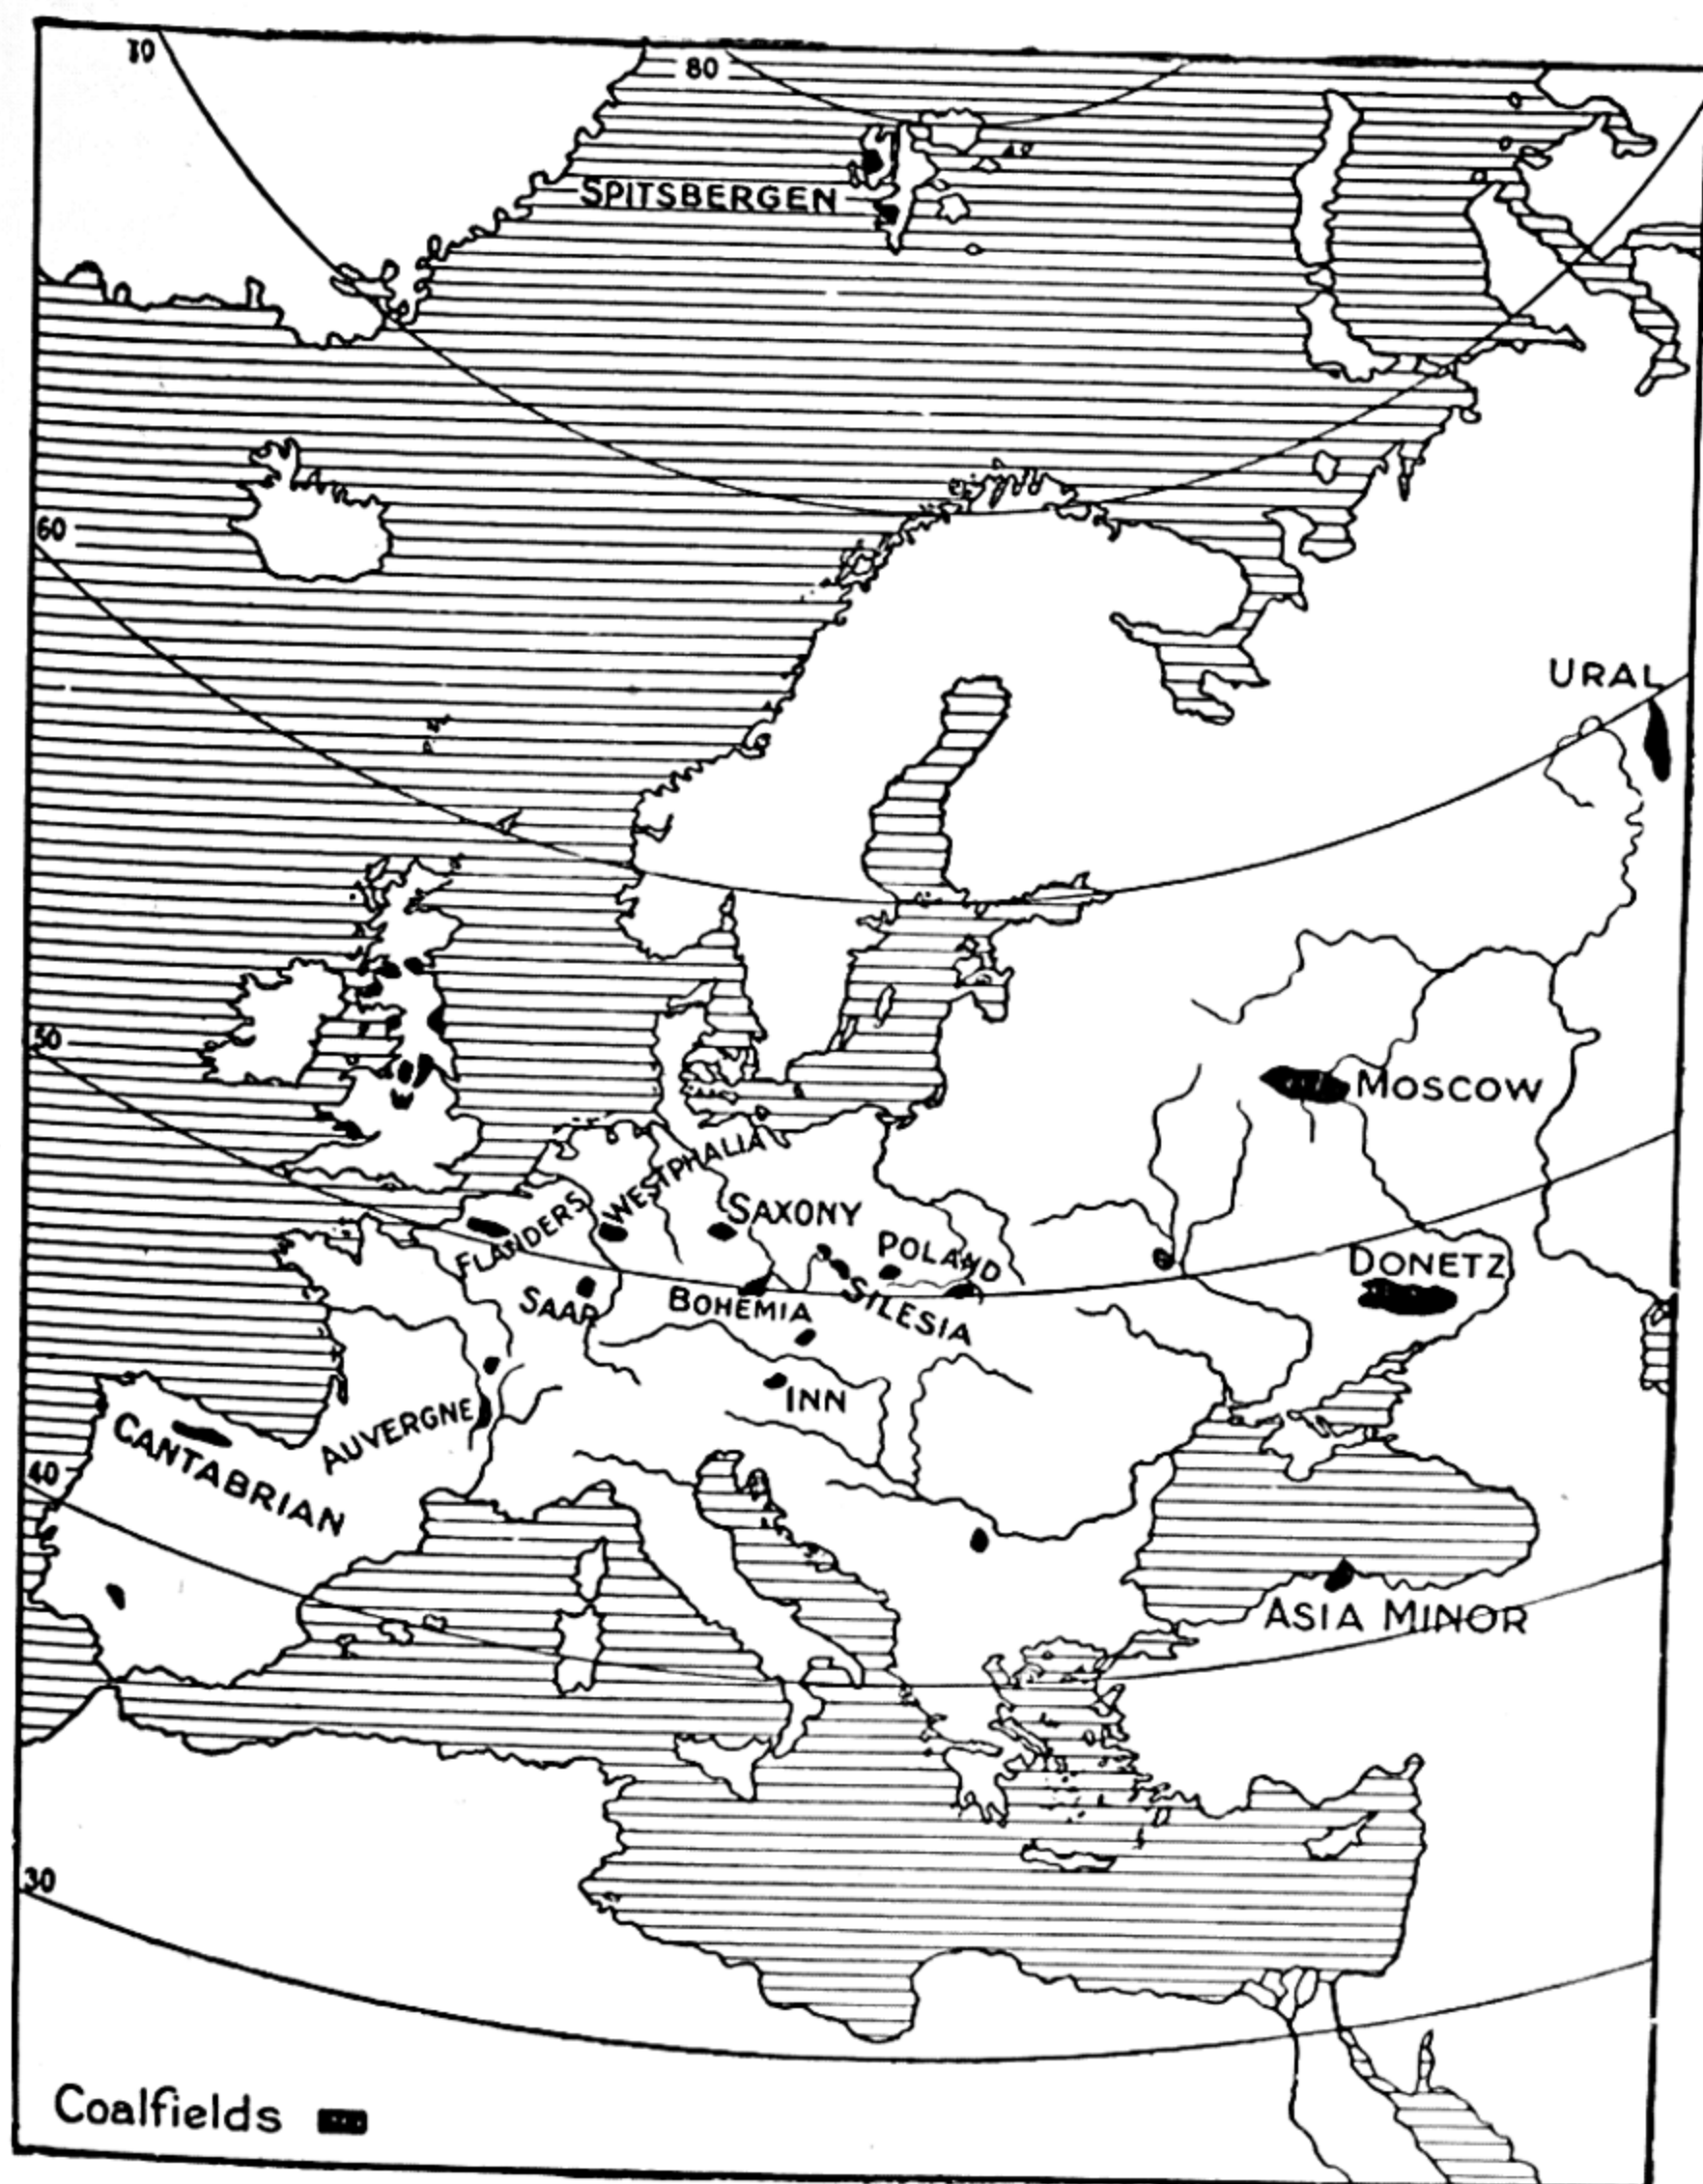 70
80
SPITSBERGEN
60
URAL
50
MOSCOW
WESTPHALIA
SAXONY
FLANDERS
POLAND
DONETZ
SAAR
BOHEMIA
SILESIA
INN
AUVERGNE
CANTABRIAN
40
ASIA MINOR
30
Coalfields